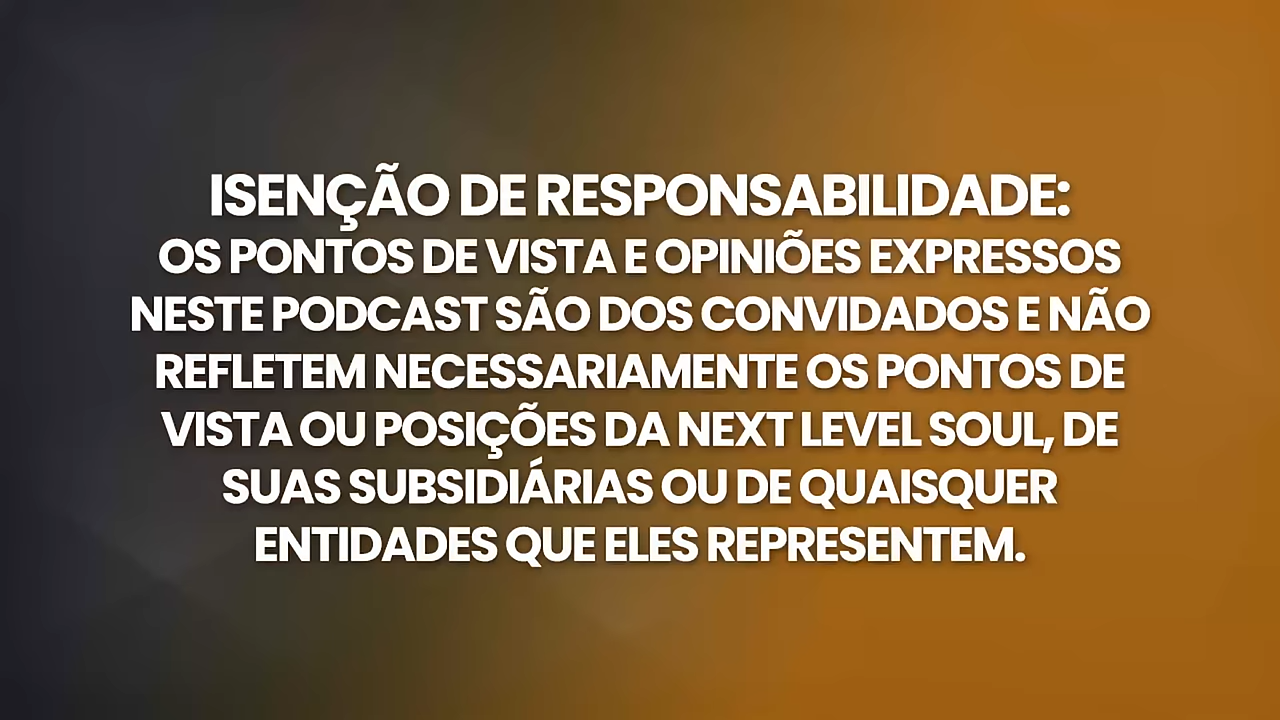 ISENÇÃO DE RESPONSABILIDADE:
OS PONTOS DE VISTA E OPINIÕES EXPRESSOS
NESTE PODCAST SÃO DOS CONVIDADOS E NÃO
REFLETEM NECESSARIAMENTE OS PONTOS DE
VISTA OU POSIÇÕES DA NEXT LEVEL SOUL, DE
SUAS SUBSIDIÁRIAS OU DE QUAISQUER
ENTIDADES QUE ELES REPRESENTEM.